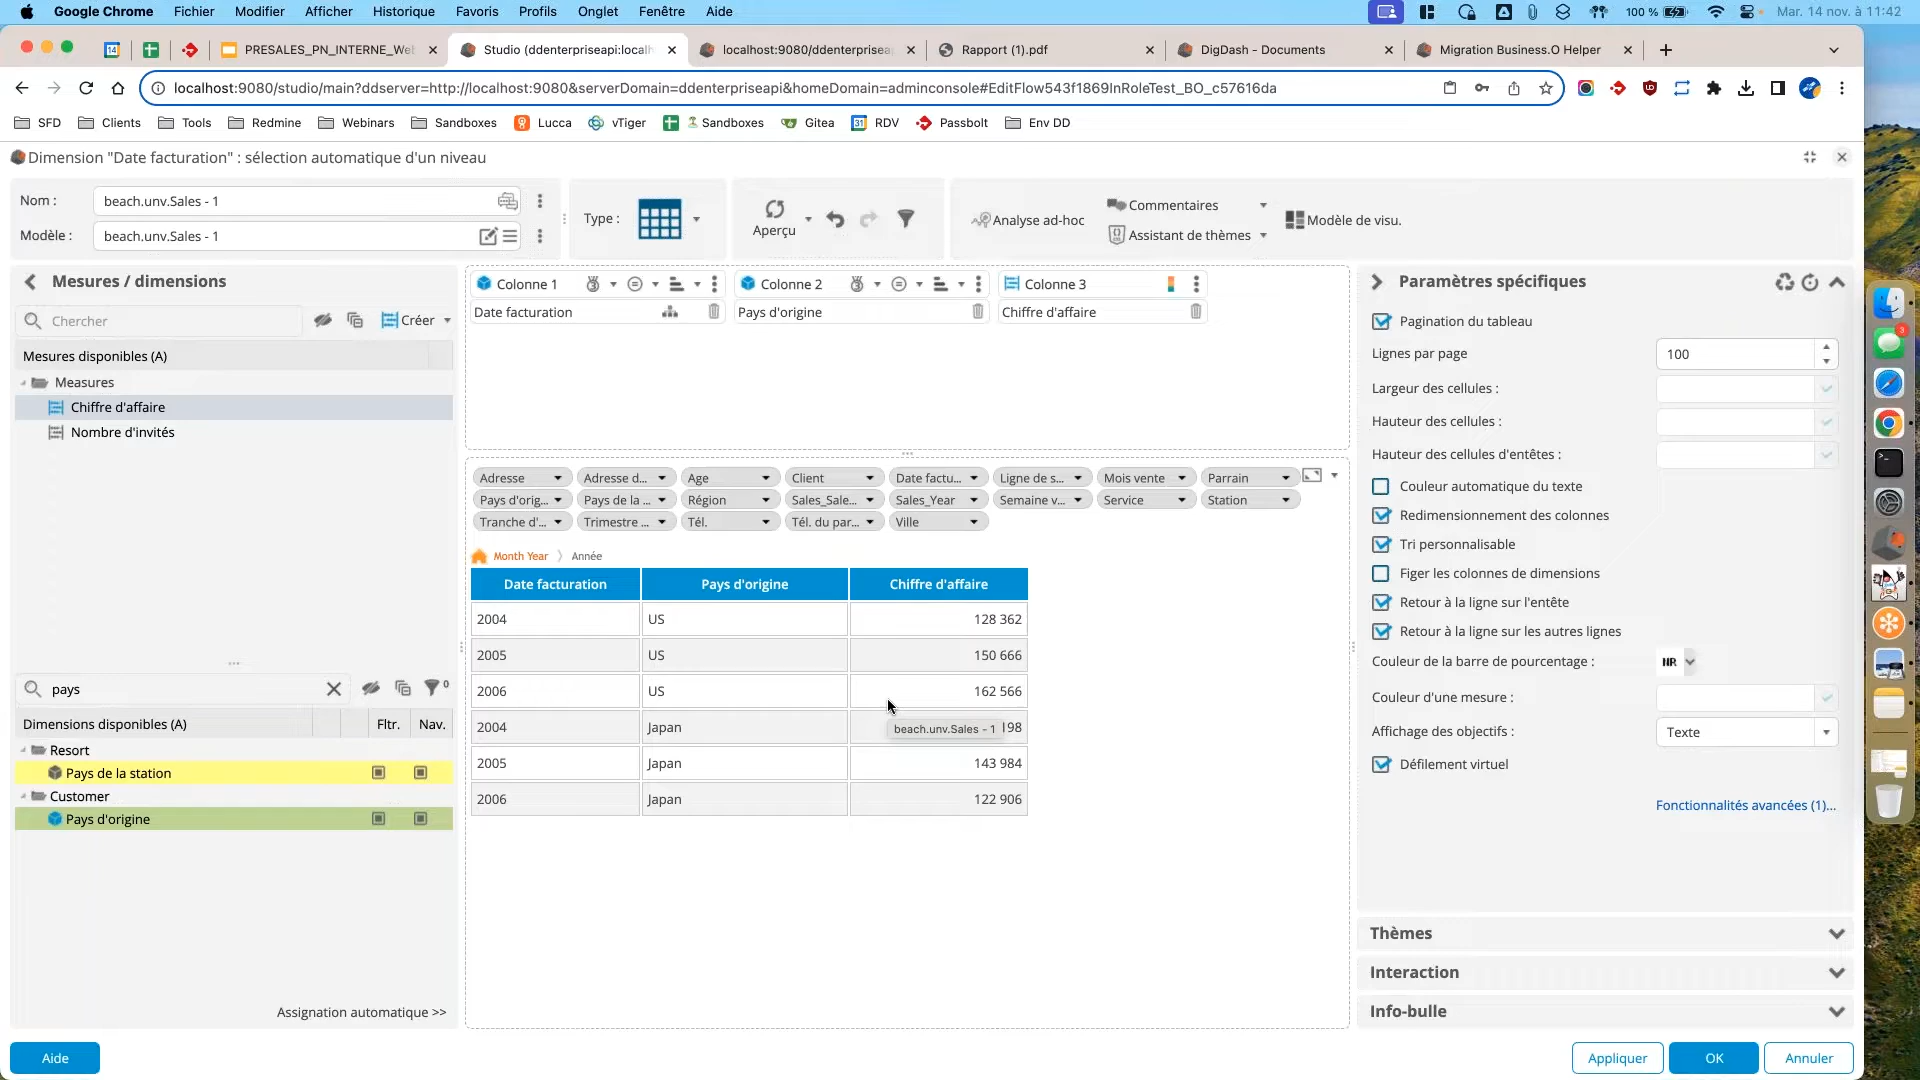 Google Chrome Fichier Modifier Afficher Historique Favoris Profils Onglet Fenêtre Aide 100 % Mar. 14 nov. à 11:42
PRESALES_PN_INTERNE_We
Studio (ddenterpriseapi:localh
localhost:9080/ddenterprisea
Rapport (1).pdf
DigDash - Documents
Migration Business.O Helper
localhost:9080/studio/main?ddserver=http://localhost:9080&serverDomain=ddenterpriseapi&homeDomain=adminconsole#EditFlow543f1869InRoleTest_BO_c57616da
SFD Clients Tools Redmine Webinars Sandboxes Lucca vTiger Sandboxes Gitea RDV Passbolt Env DD
Dimension "Date facturation" : sélection automatique d'un niveau
Nom : beach.unv.Sales - 1
Modèle : beach.unv.Sales - 1
Type :
Aperçu
Analyse ad-hoc
Commentaires
Assistant de thèmes
Modèle de visu.
Mesures / dimensions
Chercher
Créer
Mesures disponibles (A)
Measures
Chiffre d'affaire
Nombre d'invités
pays
0
Dimensions disponibles (A) Fltr. Nav.
Resort
Pays de la station
Customer
Pays d'origine
Assignation automatique >>
Colonne 1 Colonne 2 Colonne 3
Date facturation Pays d'origine Chiffre d'affaire
Adresse Adresse d... Age Client Date factu... Ligne de s... Mois vente Parrain
Pays d'orig... Pays de la ... Région Sales_Sale... Sales_Year Semaine v... Service Station
Tranche d'... Trimestre ... Tél. Tél. du par... Ville
Month Year Année
Date facturation Pays d'origine Chiffre d'affaire
2004 US 128 362
2005 US 150 666
2006 US 162 566
2004 Japan 198
beach.unv.Sales - 1
2005 Japan 143 984
2006 Japan 122 906
Paramètres spécifiques
Pagination du tableau
Lignes par page 100
Largeur des cellules :
Hauteur des cellules :
Hauteur des cellules d'entêtes :
Couleur automatique du texte
Redimensionnement des colonnes
Tri personnalisable
Figer les colonnes de dimensions
Retour à la ligne sur l'entête
Retour à la ligne sur les autres lignes
Couleur de la barre de pourcentage : NR
Couleur d'une mesure :
Affichage des objectifs : Texte
Défilement virtuel
Fonctionnalités avancées (1)...
Thèmes
Interaction
Info-bulle
Aide
Appliquer OK Annuler